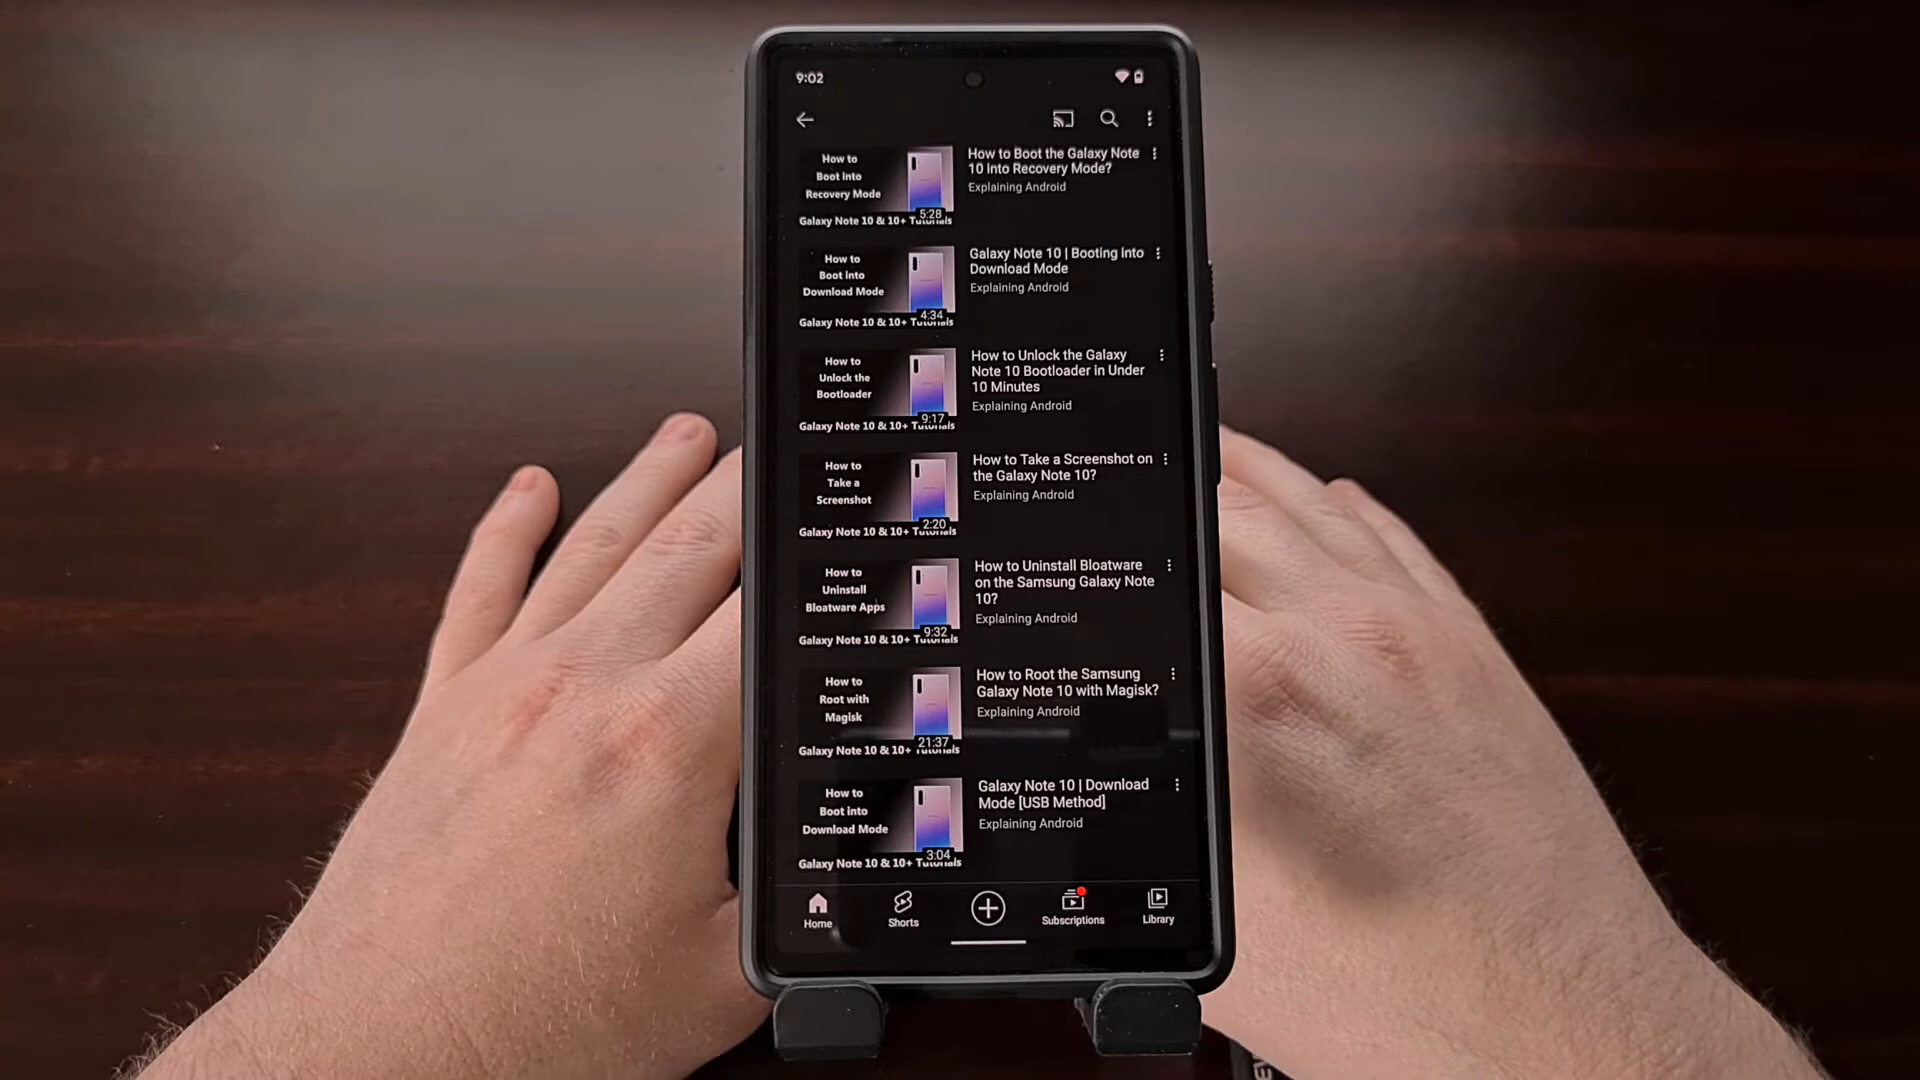 9:02
How to
Boot into
Recovery Mode
5:28
Galaxy Note 10 & 10+ Tutorials
How to Boot the Galaxy Note
10 Into Recovery Mode?
Explaining Android
How to
Boot into
Download Mode
4:34
Galaxy Note 10 & 10+ Tutorials
Galaxy Note 10 | Booting into
Download Mode
Explaining Android
How to
Unlock the
Bootloader
9:17
Galaxy Note 10 & 10+ Tutorials
How to Unlock the Galaxy
Note 10 Bootloader in Under
10 Minutes
Explaining Android
How to
Take a
Screenshot
2:20
Galaxy Note 10 & 10+ Tutorials
How to Take a Screenshot on
the Galaxy Note 10?
Explaining Android
How to
Uninstall
Bloatware Apps
9:32
Galaxy Note 10 & 10+ Tutorials
How to Uninstall Bloatware
on the Samsung Galaxy Note
10?
Explaining Android
How to
Root with
Magisk
21:37
Galaxy Note 10 & 10+ Tutorials
How to Root the Samsung
Galaxy Note 10 with Magisk?
Explaining Android
How to
Boot into
Download Mode
3:04
Galaxy Note 10 & 10+ Tutorials
Galaxy Note 10 | Download
Mode [USB Method]
Explaining Android
Home
Shorts
Subscriptions
Library